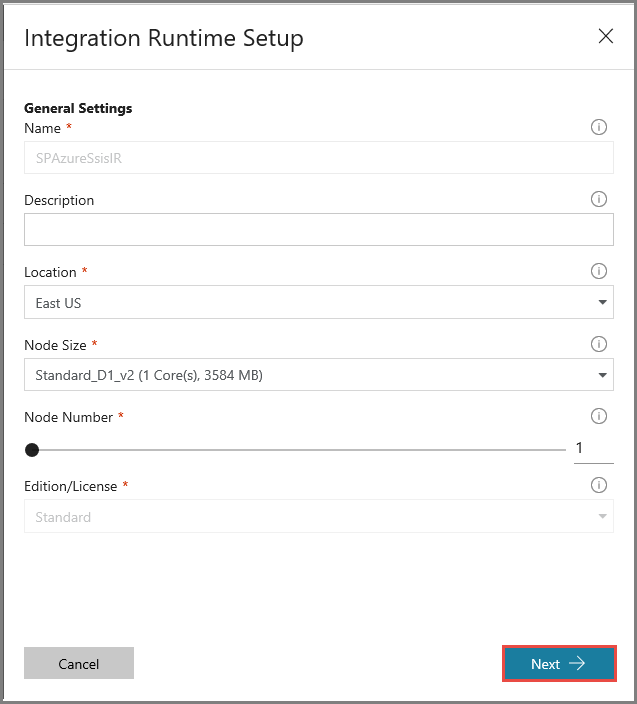 Integration Runtime Setup
General Settings
Name *
SPAzureSsisIR
Description
Location *
East US
Node Size *
Standard_D1_v2 (1 Core(s), 3584 MB)
Node Number *
1
Edition/License *
Standard
Cancel
Next